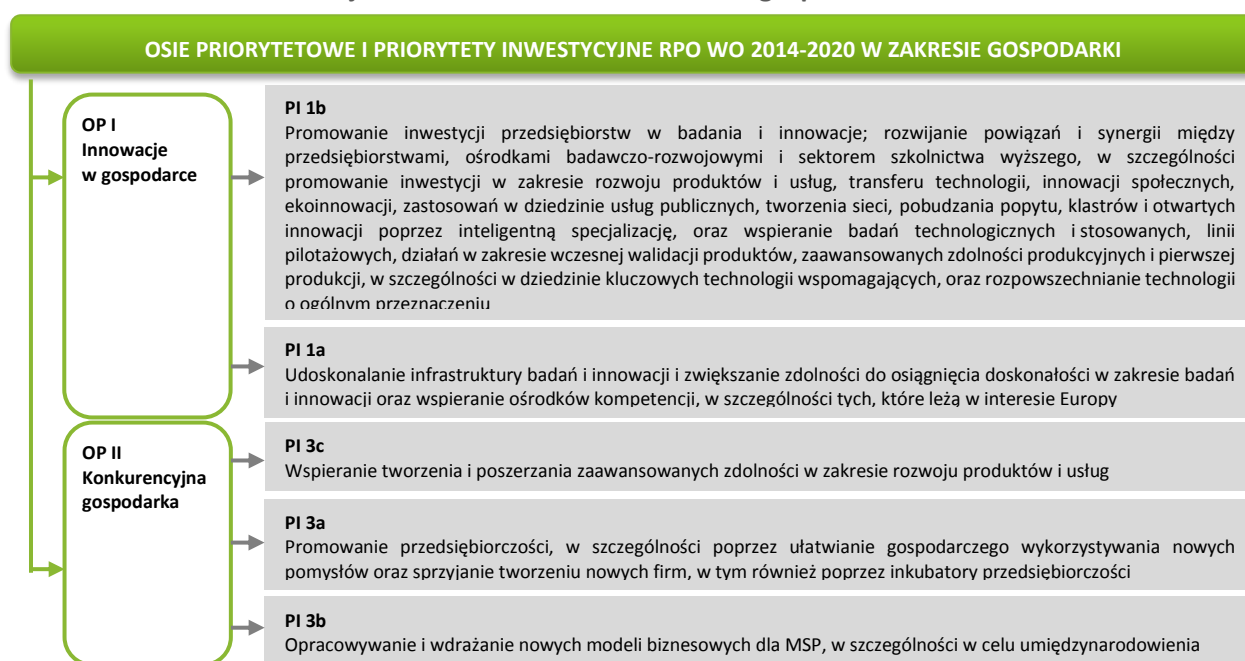 OSIE PRIORYTETOWE I PRIORYTETY INWESTYCYJNE RPO WO 2014-2020 W ZAKRESIE GOSPODARKI
OP I
Innowacje
w gospodarce
PI 1b
Promowanie inwestycji przedsiębiorstw w badania i innowacje; rozwijanie powiązań i synergii między
przedsiębiorstwami, ośrodkami badawczo-rozwojowymi i sektorem szkolnictwa wyższego, w szczególności
promowanie inwestycji w zakresie rozwoju produktów i usług, transferu technologii, innowacji społecznych,
ekoinnowacji, zastosowań w dziedzinie usług publicznych, tworzenia sieci, pobudzania popytu, klastrów i otwartych
innowacji poprzez inteligentną specjalizację, oraz wspieranie badań technologicznych i stosowanych, linii
pilotażowych, działań w zakresie wczesnej walidacji produktów, zaawansowanych zdolności produkcyjnych i pierwszej
produkcji, w szczególności w dziedzinie kluczowych technologii wspomagających, oraz rozpowszechnianie technologii
o ogólnym przeznaczeniu
PI 1a
Udoskonalanie infrastruktury badań i innowacji i zwiększanie zdolności do osiągnięcia doskonałości w zakresie badań
i innowacji oraz wspieranie ośrodków kompetencji, w szczególności tych, które leżą w interesie Europy
OP II
Konkurencyjna
gospodarka
PI 3c
Wspieranie tworzenia i poszerzania zaawansowanych zdolności w zakresie rozwoju produktów i usług
PI 3a
Promowanie przedsiębiorczości, w szczególności poprzez ułatwianie gospodarczego wykorzystywania nowych
pomysłów oraz sprzyjanie tworzeniu nowych firm, w tym również poprzez inkubatory przedsiębiorczości
PI 3b
Opracowywanie i wdrażanie nowych modeli biznesowych dla MSP, w szczególności w celu umiędzynarodowienia